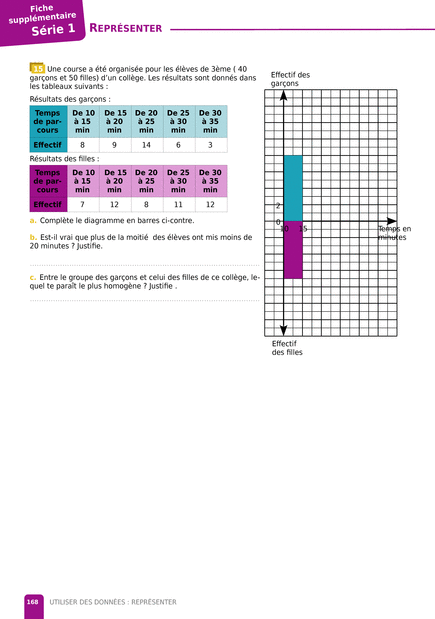 Fiche
supplémentaire
Série 1
REPRÉSENTER
15 Une course a été organisée pour les élèves de 3ème ( 40
garçons et 50 filles) d'un collège. Les résultats sont donnés dans
les tableaux suivants :
Résultats des garçons :
Temps de par-cours De 10 à 15 min De 15 à 20 min De 20 à 25 min De 25 à 30 min De 30 à 35 min
Effectif 8 9 14 6 3
Résultats des filles :
Temps de par-cours De 10 à 15 min De 15 à 20 min De 20 à 25 min De 25 à 30 min De 30 à 35 min
Effectif 7 12 8 11 12
a. Complète le diagramme en barres ci-contre.
b. Est-il vrai que plus de la moitié des élèves ont mis moins de
20 minutes ? Justifie.
c. Entre le groupe des garçons et celui des filles de ce collège, le-
quel te paraît le plus homogène ? Justifie .
Effectif des
garçons
2
0
10 15
Temps en
minutes
Effectif
des filles
168 UTILISER DES DONNÉES : REPRÉSENTER